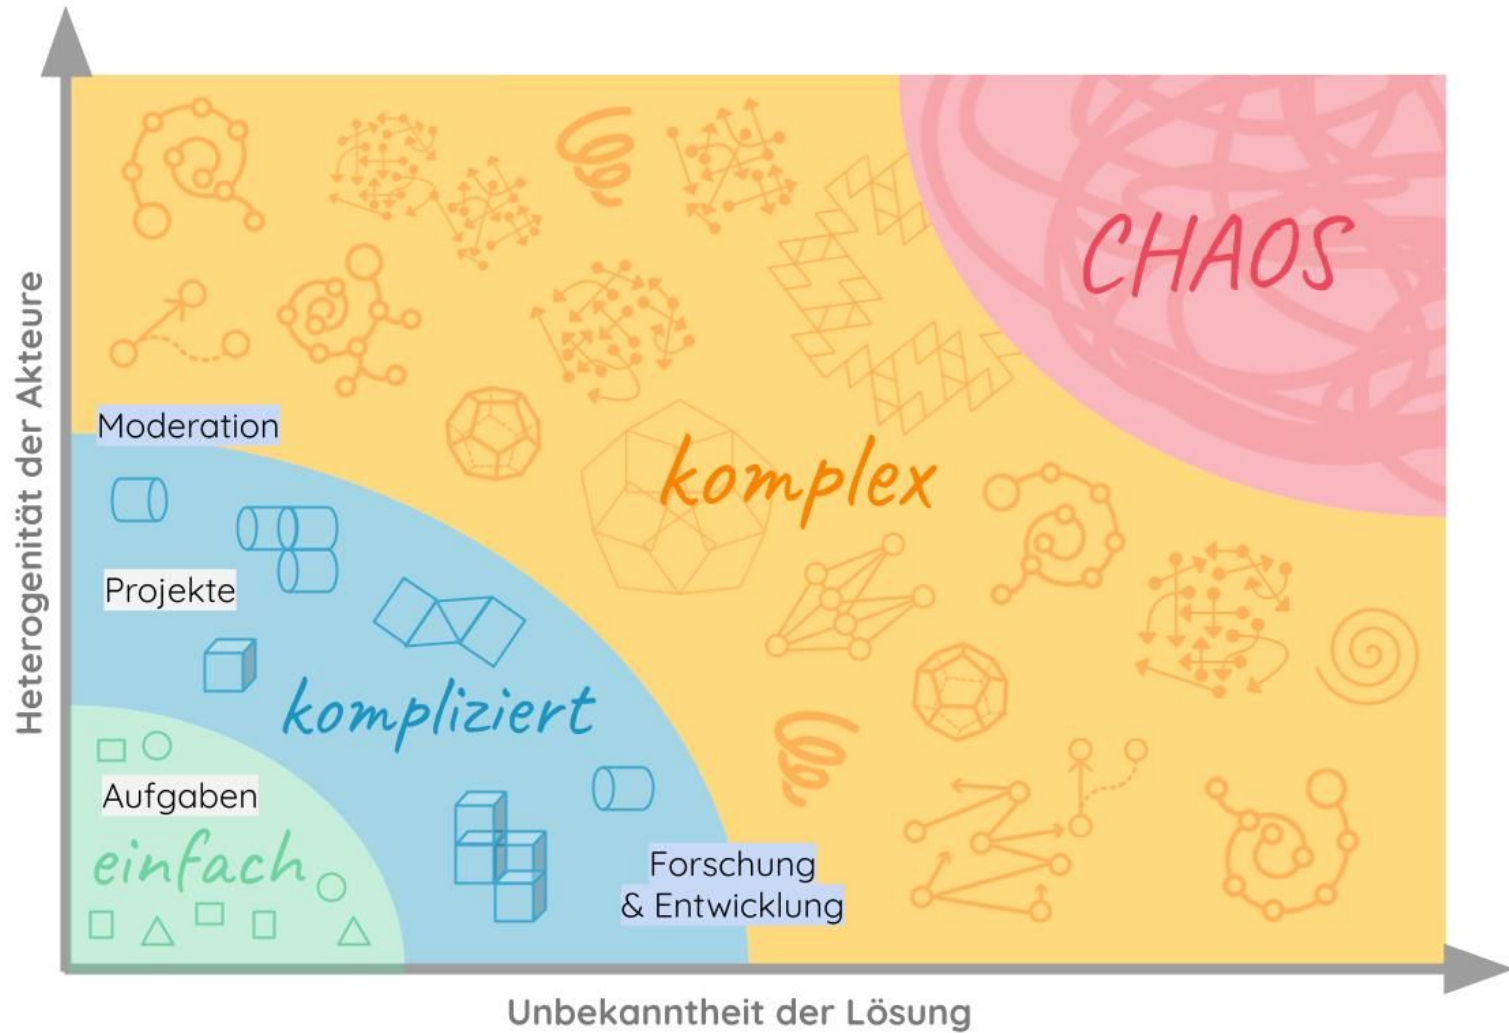 CHAOS
Heterogenität der Akteure
Moderation
komplex
Projekte
kompliziert
Aufgaben
einfach
Forschung
& Entwicklung
Unbekanntheit der Lösung